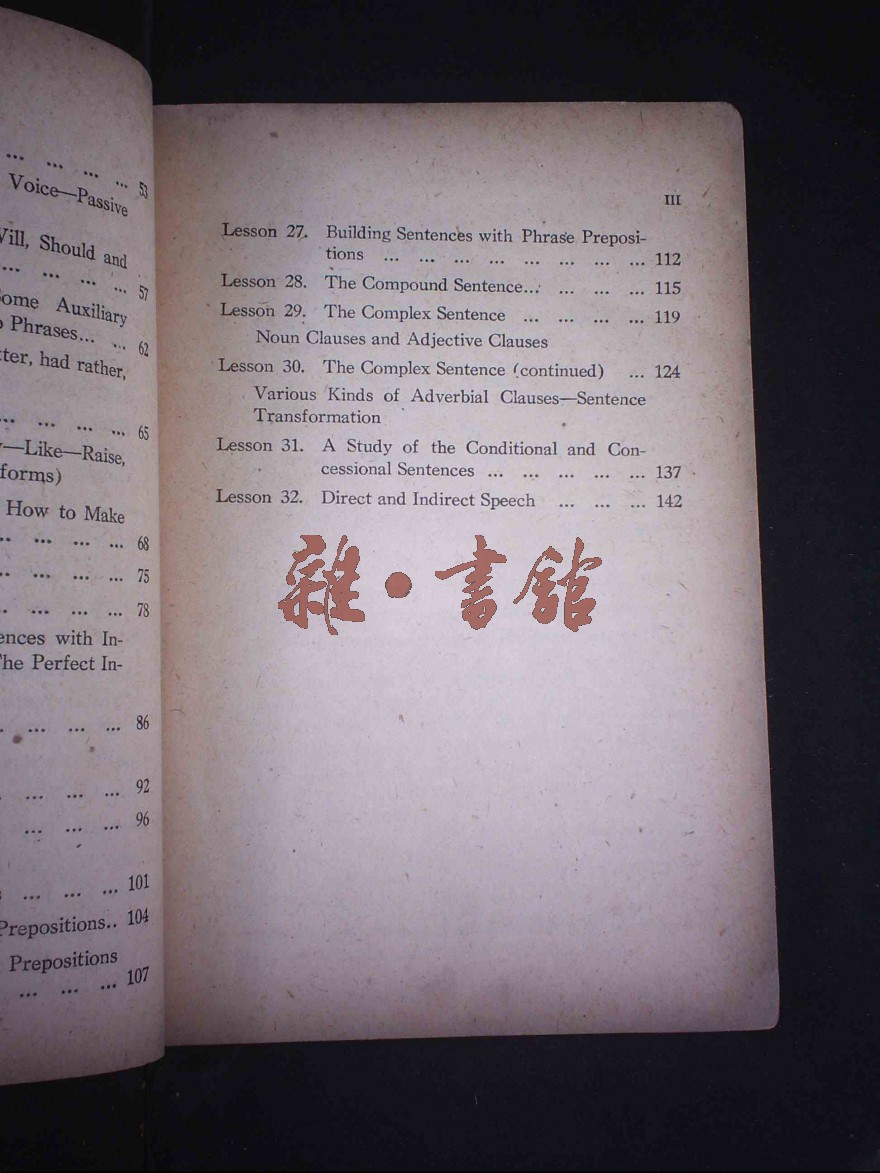 ... ... ... ... 53
Voice—Passive
Will, Should and
... ... ... ... 57
Some Auxiliary
Phrases... ... 62
had rather,
... ... ... ... 65
—Like—Raise,
forms)
How to Make
... ... ... ... 68
... ... ... ... 75
... ... ... ... 78
with In-
The Perfect In-
... ... ... ... 86
... ... ... 92
... ... ... 96
... ... ... 101
Prepositions.. 104
Prepositions
... ... ... 107
III
Lesson 27. Building Sentences with Phrase Preposi-
tions ... ... ... ... ... ... ... ... 112
Lesson 28. The Compound Sentence... ... ... ... 115
Lesson 29. The Complex Sentence ... ... ... ... 119
Noun Clauses and Adjective Clauses
Lesson 30. The Complex Sentence (continued) ... 124
Various Kinds of Adverbial Clauses—Sentence
Transformation
Lesson 31. A Study of the Conditional and Con-
cessional Sentences ... ... ... ... ... 137
Lesson 32. Direct and Indirect Speech ... ... ... 142
雜·書館